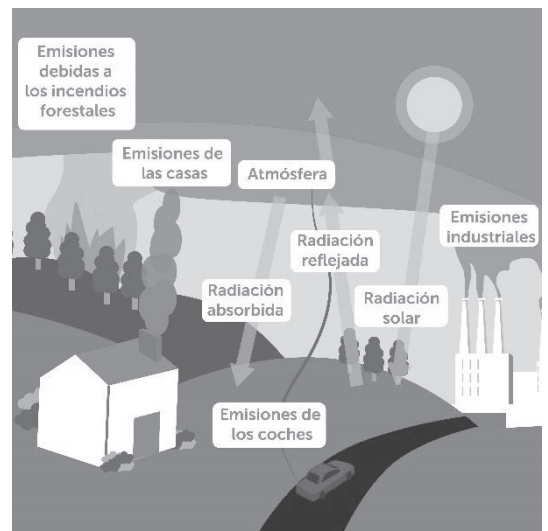 Emisiones
debidas a
los incendios
forestales
Emisiones de
las casas
Atmósfera
Emisiones
industriales
Radiación
reflejada
Radiación
absorbida
Radiación
solar
Emisiones de
los coches